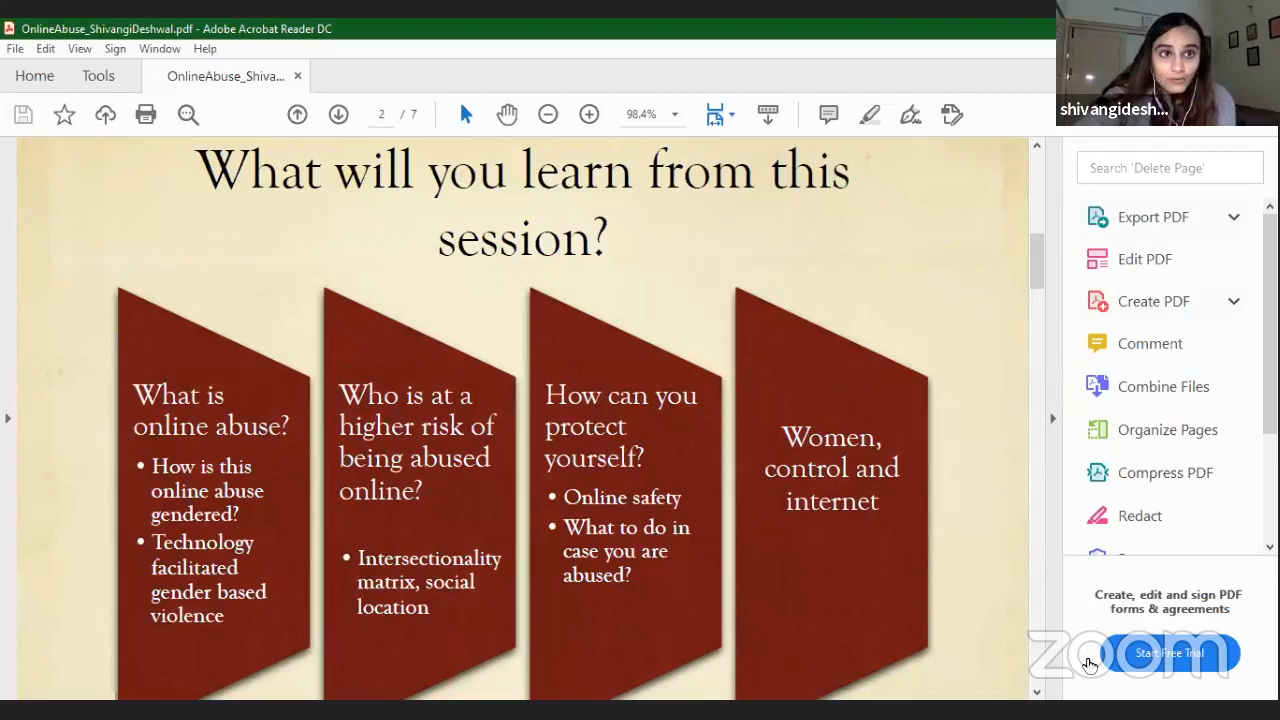 OnlineAbuse_ShivangiDeshwal.pdf - Adobe Acrobat Reader DC
File Edit View Sign Window Help
Home Tools OnlineAbuse_Shiva... ×
2 / 7 98.4%
shivangidesh...
What will you learn from this
session?
What is
online abuse?
• How is this
online abuse
gendered?
• Technology
facilitated
gender based
violence
Who is at a
higher risk of
being abused
online?
• Intersectionality
matrix, social
location
How can you
protect
yourself?
• Online safety
• What to do in
case you are
abused?
Women,
control and
internet
Search 'Delete Page'
Export PDF
Edit PDF
Create PDF
Comment
Combine Files
Organize Pages
Compress PDF
Redact
Create, edit and sign PDF
forms & agreements
Start Free Trial
zoom